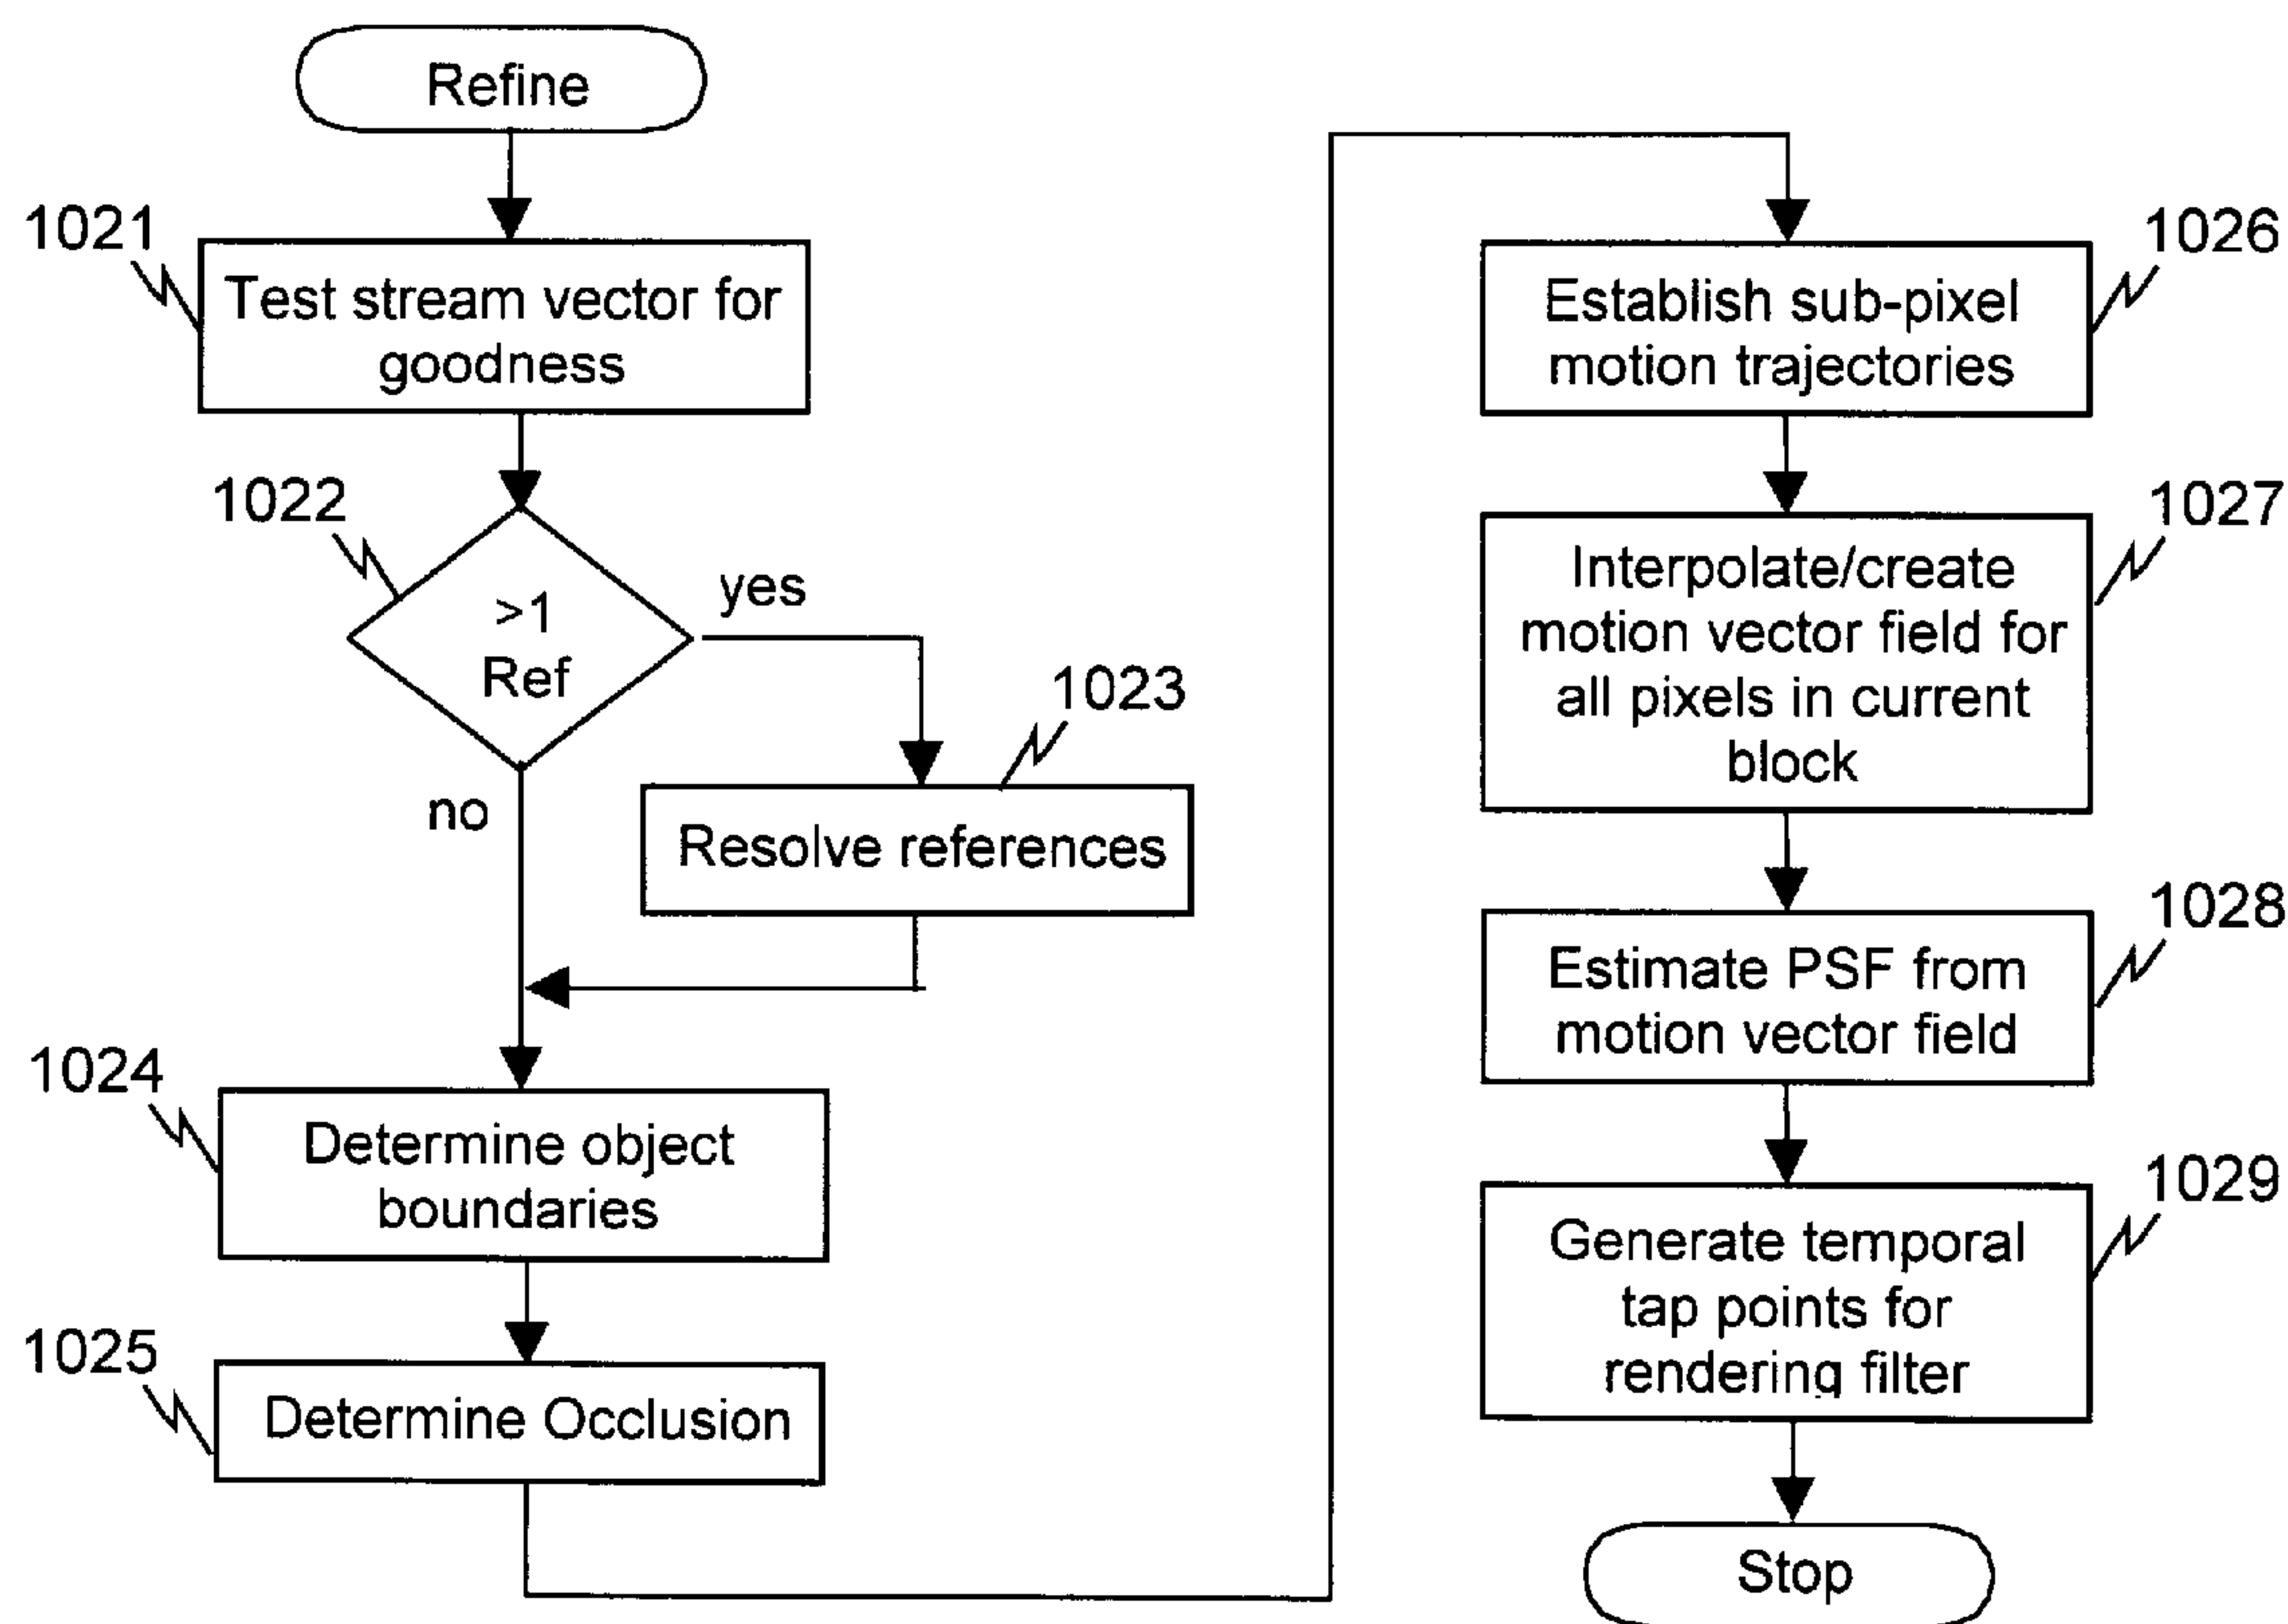 Refine
1021
Test stream vector for
goodness
1022
>1
Ref
yes
no
1023
Resolve references
1024
Determine object
boundaries
1025
Determine Occlusion
1026
Establish sub-pixel
motion trajectories
1027
Interpolate/create
motion vector field for
all pixels in current
block
1028
Estimate PSF from
motion vector field
1029
Generate temporal
tap points for
rendering filter
Stop